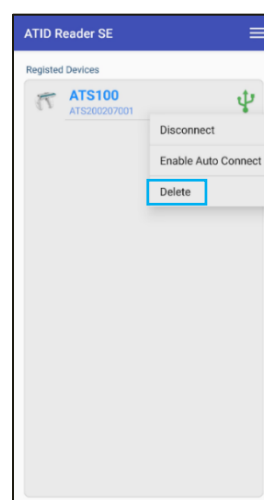 ATID Reader SE
Registed Devices
ATS100
ATS200207001
Disconnect
Enable Auto Connect
Delete